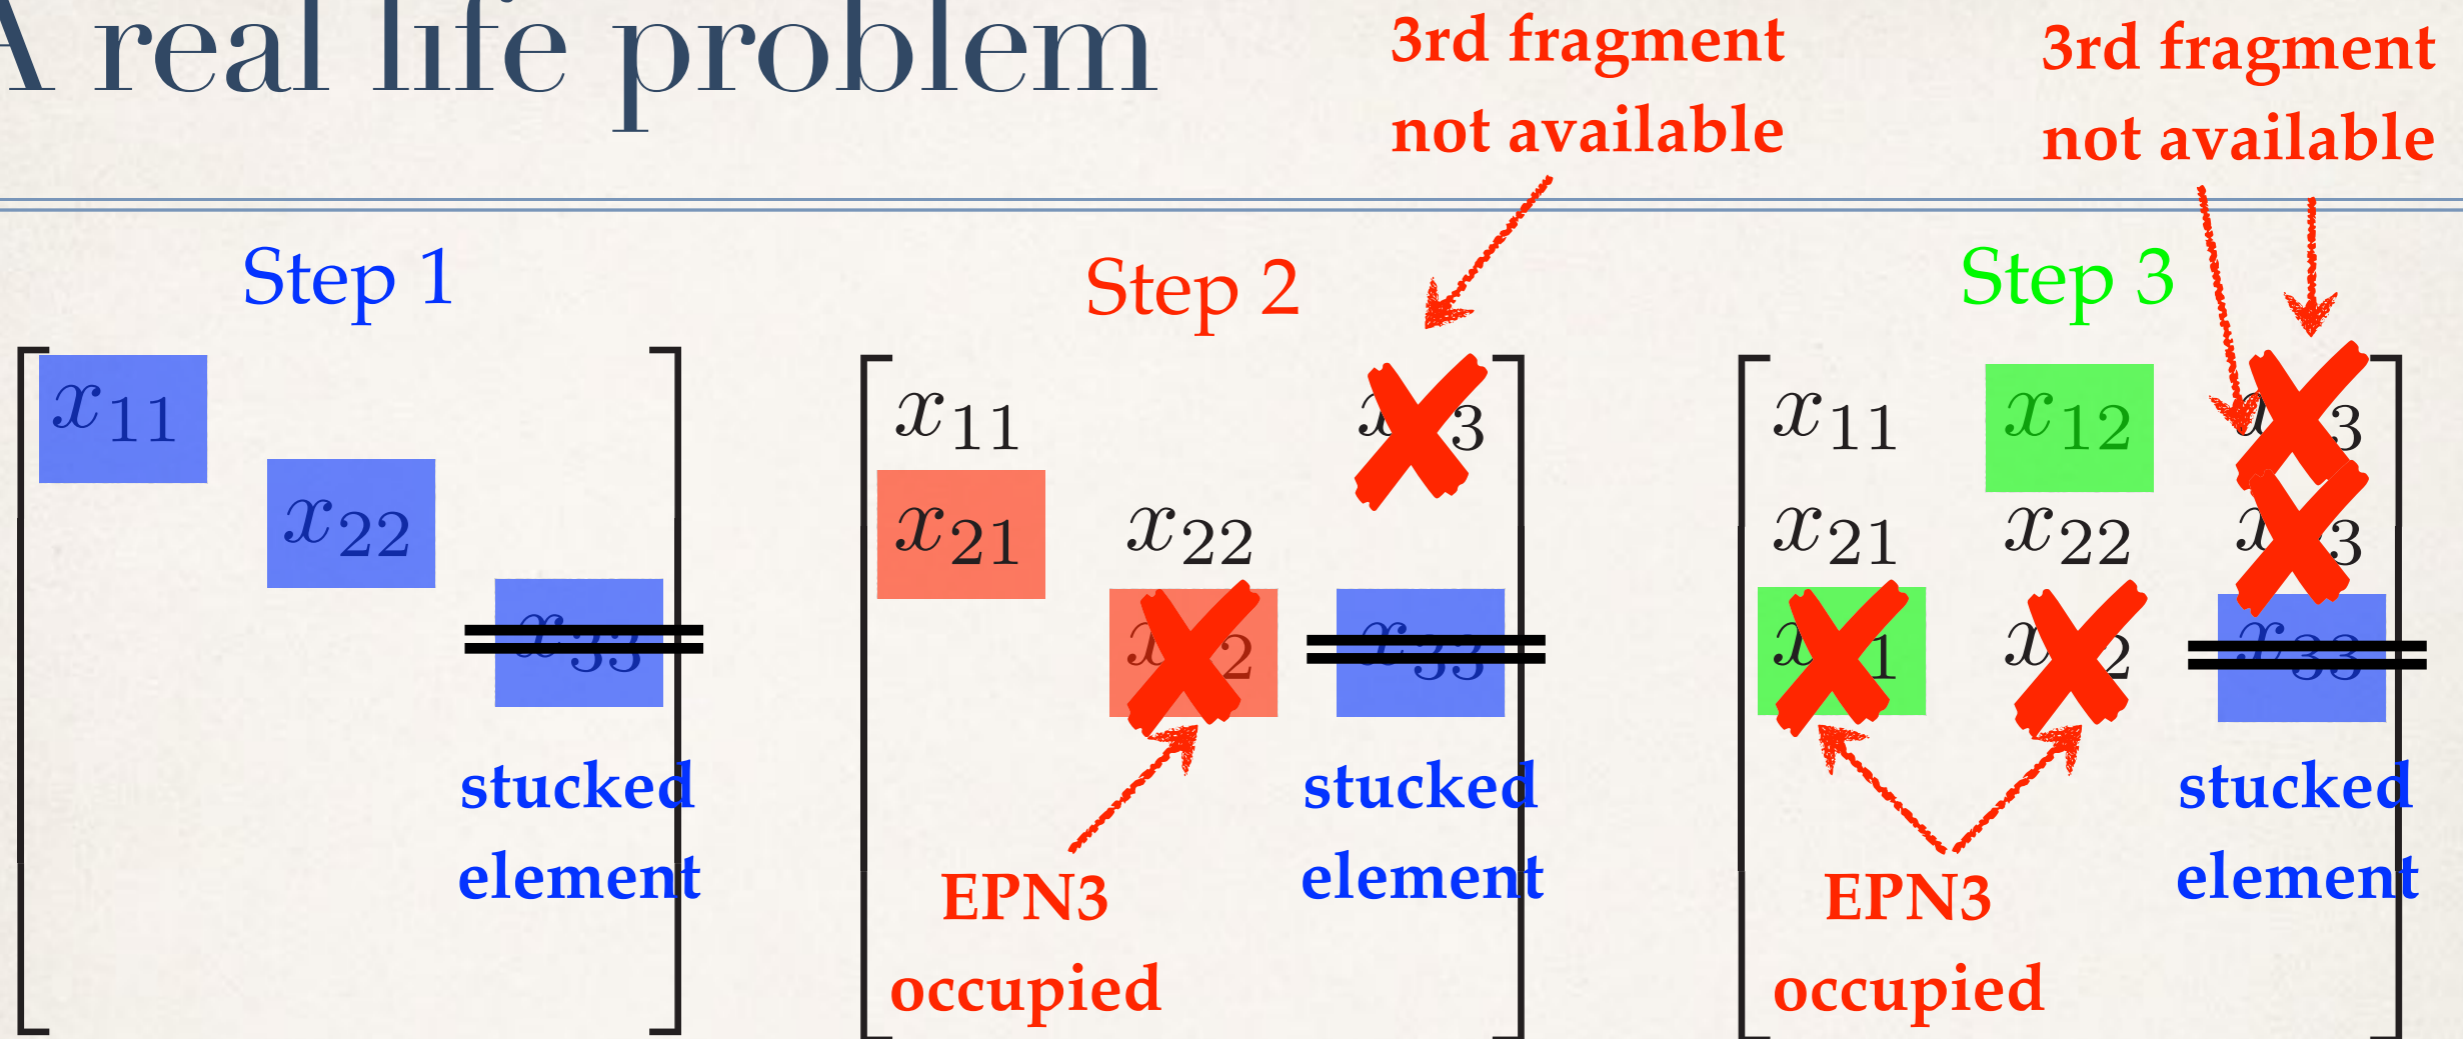 A real life problem
3rd fragment
not available
3rd fragment
not available
Step 1
x11
x22
x33
stucked
element
Step 2
x11
x21 x22
x33
EPN3
occupied
stucked
element
Step 3
x11 x12
x21 x22
x33
EPN3
occupied
stucked
element